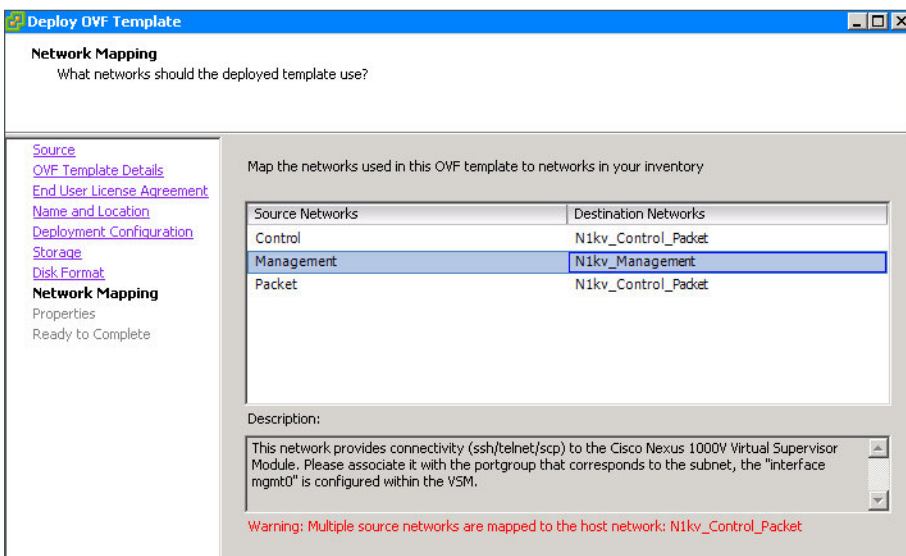 Deploy OVF Template
Network Mapping
What networks should the deployed template use?
Source
OVF Template Details
End User License Agreement
Name and Location
Deployment Configuration
Storage
Disk Format
Network Mapping
Properties
Ready to Complete
Map the networks used in this OVF template to networks in your inventory
Source Networks Destination Networks
Control N1kv_Control_Packet
Management N1kv_Management
Packet N1kv_Control_Packet
Description:
This network provides connectivity (ssh/telnet/scp) to the Cisco Nexus 1000V Virtual Supervisor
Module. Please associate it with the portgroup that corresponds to the subnet, the "interface
mgmt0" is configured within the VSM.
Warning: Multiple source networks are mapped to the host network: N1kv_Control_Packet